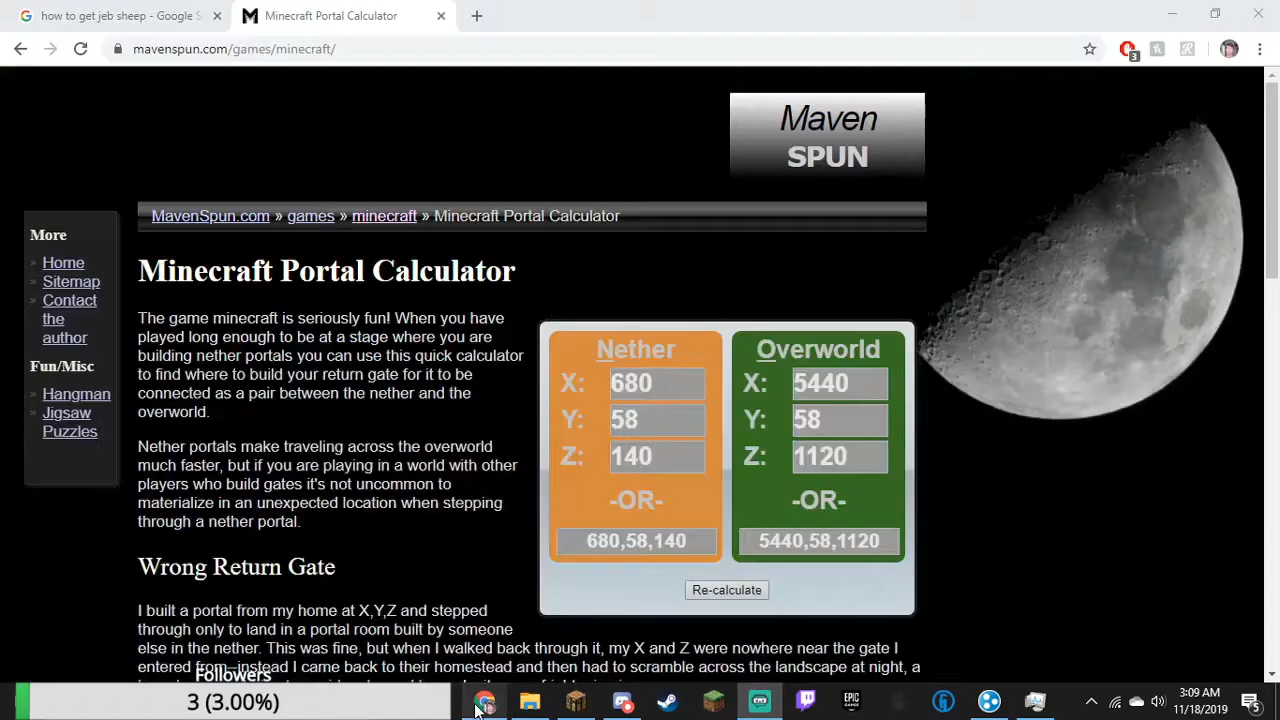 how to get jeb sheep - Google S
Minecraft Portal Calculator
mavenspun.com/games/minecraft/
3
Maven
SPUN
MavenSpun.com » games » minecraft » Minecraft Portal Calculator
More
» Home
» Sitemap
» Contact
the
author
Fun/Misc
» Hangman
» Jigsaw
Puzzles
Minecraft Portal Calculator
The game minecraft is seriously fun! When you have
played long enough to be at a stage where you are
building nether portals you can use this quick calculator
to find where to build your return gate for it to be
connected as a pair between the nether and the
overworld.
Nether portals make traveling across the overworld
much faster, but if you are playing in a world with other
players who build gates it's not uncommon to
materialize in an unexpected location when stepping
through a nether portal.
Nether
X: 680
Y: 58
Z: 140
-OR-
680,58,140
Overworld
X: 5440
Y: 58
Z: 1120
-OR-
5440,58,1120
Re-calculate
Wrong Return Gate
I built a portal from my home at X,Y,Z and stepped
through only to land in a portal room built by someone
else in the nether. This was fine, but when I walked back through it, my X and Z were nowhere near the gate I
entered from–instead I came back to their homestead and then had to scramble across the landscape at night, a
Followers
3 (3.00%)
EPIC
GAMES
3:09 AM
11/18/2019
5